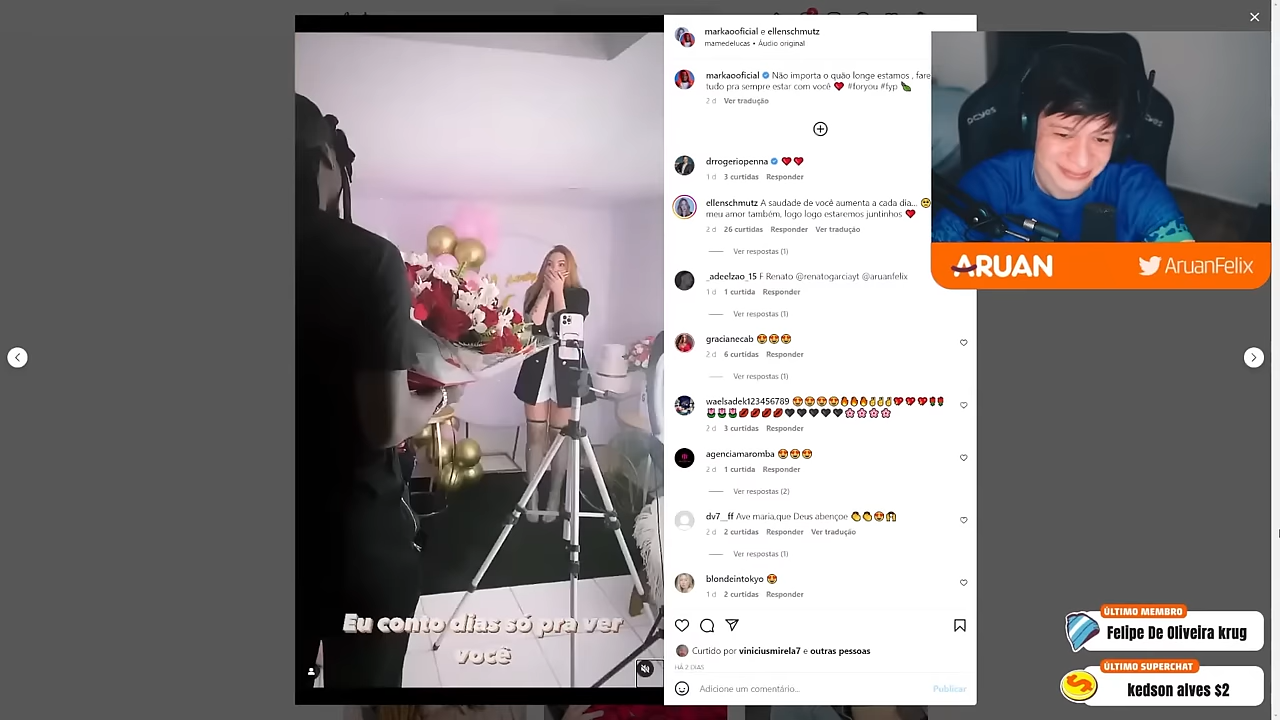 markaooficial e ellenschmutz
mamedelucas • Áudio original
markaooficial Não importa o quão longe estamos , fare
tudo pra sempre estar com você ❤️ #foryou #fyp
2 d Ver tradução
drrogeriopenna ❤️❤️
1 d 3 curtidas Responder
ellenschmutz A saudade de você aumenta a cada dia... 🥺
meu amor também, logo logo estaremos juntinhos ❤️
2 d 26 curtidas Responder Ver tradução
Ver respostas (1)
_adeelzao_15 F Renato @renatogarciayt @aruanfelix
1 d 1 curtida Responder
Ver respostas (1)
gracianecab 😍😍😍
2 d 6 curtidas Responder
Ver respostas (1)
waelsadek123456789 😍😍😍😍🔥🔥🔥✌️✌️✌️💖💖💖🌹🌹
🌷🌷🌷💋💋💋💋🖤🖤🖤🖤🖤🌸🌸🌸🌸
2 d 3 curtidas Responder
agenciamaromba 😍😍😍
2 d 1 curtida Responder
Ver respostas (2)
dv7__ff Ave maria,que Deus abençoe 👏👏😍🙌
2 d 2 curtidas Responder Ver tradução
Ver respostas (1)
blondeintokyo 😍
1 d 2 curtidas Responder
Curtido por viniciusmirela7 e outras pessoas
HÁ 2 DIAS
Adicione um comentário...
Publicar
Eu conto dias só pra ver
você
ARUAN
AruanFelix
ÚLTIMO MEMBRO
Felipe De Oliveira krug
ÚLTIMO SUPERCHAT
kedson alves $2